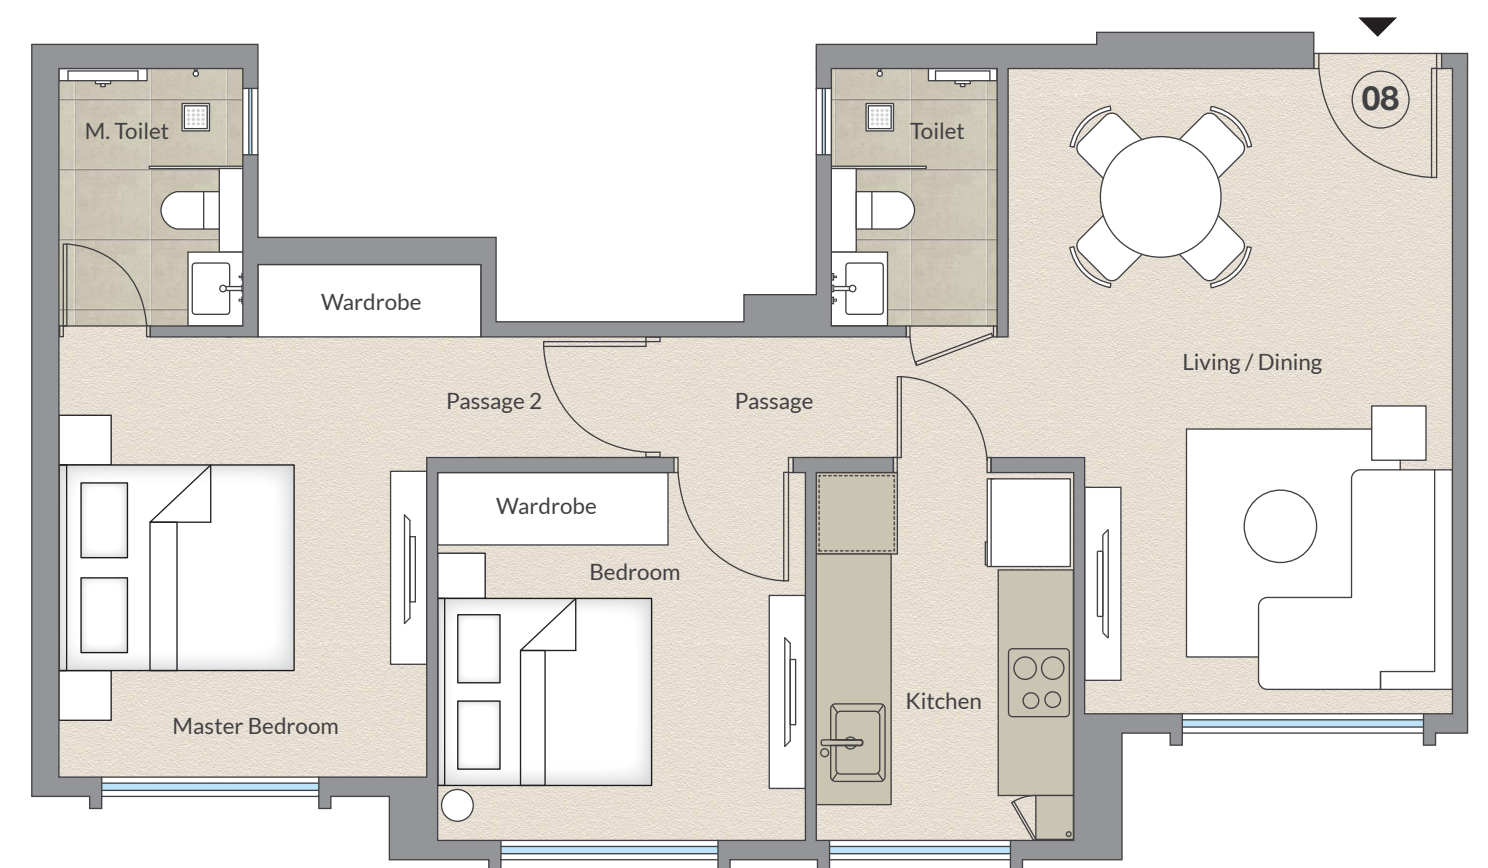 08
M. Toilet
Toilet
Wardrobe
Living / Dining
Passage 2
Passage
Wardrobe
Bedroom
Kitchen
Master Bedroom